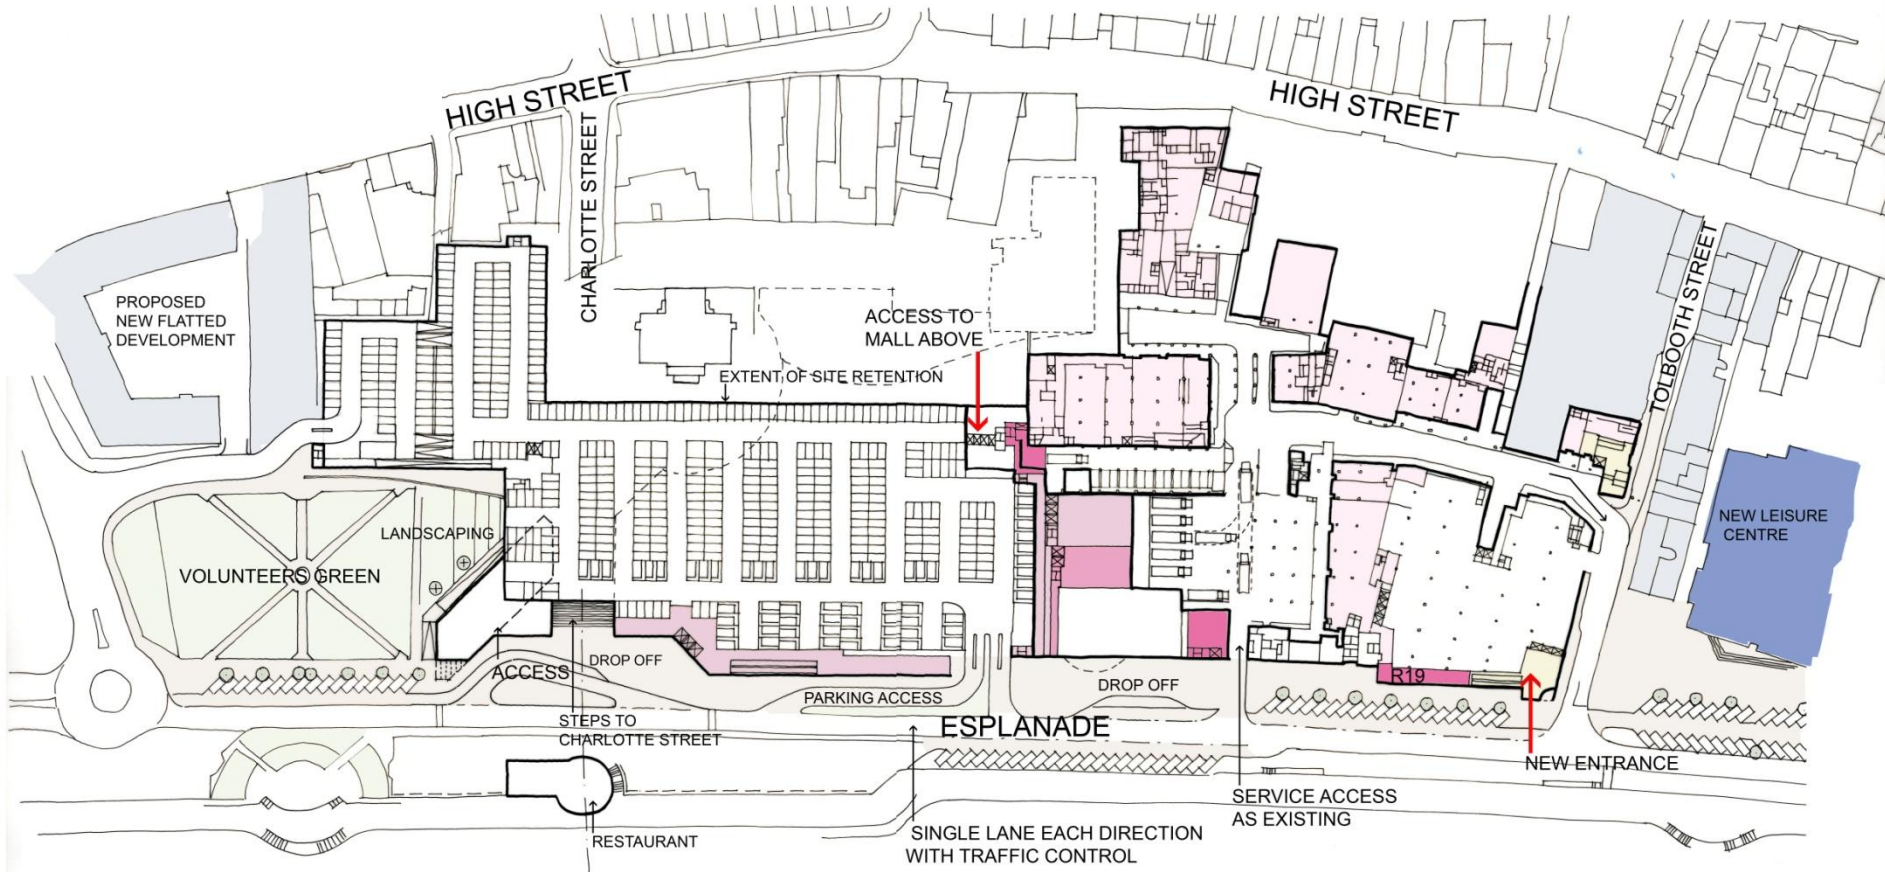 HIGH STREET
HIGH STREET
CHARLOTTE STREET
TOLBOOTH STREET
PROPOSED
NEW FLATTED
DEVELOPMENT
ACCESS TO
MALL ABOVE
EXTENT OF SITE RETENTION
NEW LEISURE
CENTRE
LANDSCAPING
VOLUNTEERS GREEN
ACCESS
DROP OFF
PARKING ACCESS
DROP OFF
R19
STEPS TO
CHARLOTTE STREET
ESPLANADE
NEW ENTRANCE
SERVICE ACCESS
AS EXISTING
RESTAURANT
SINGLE LANE EACH DIRECTION
WITH TRAFFIC CONTROL